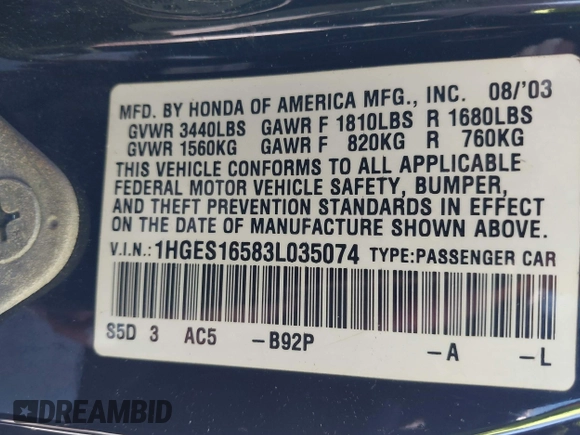 MFD. BY HONDA OF AMERICA MFG., INC. 08/'03
GVWR 3440LBS GAWR F 1810LBS R 1680LBS
GVWR 1560KG GAWR F 820KG R 760KG
THIS VEHICLE CONFORMS TO ALL APPLICABLE
FEDERAL MOTOR VEHICLE SAFETY, BUMPER,
AND THEFT PREVENTION STANDARDS IN EFFECT
ON THE DATE OF MANUFACTURE SHOWN ABOVE.
V.I.N.: 1HGES16583L035074 TYPE:PASSENGER CAR
S5D 3 AC5 -B92P -A -L
DREAMBID